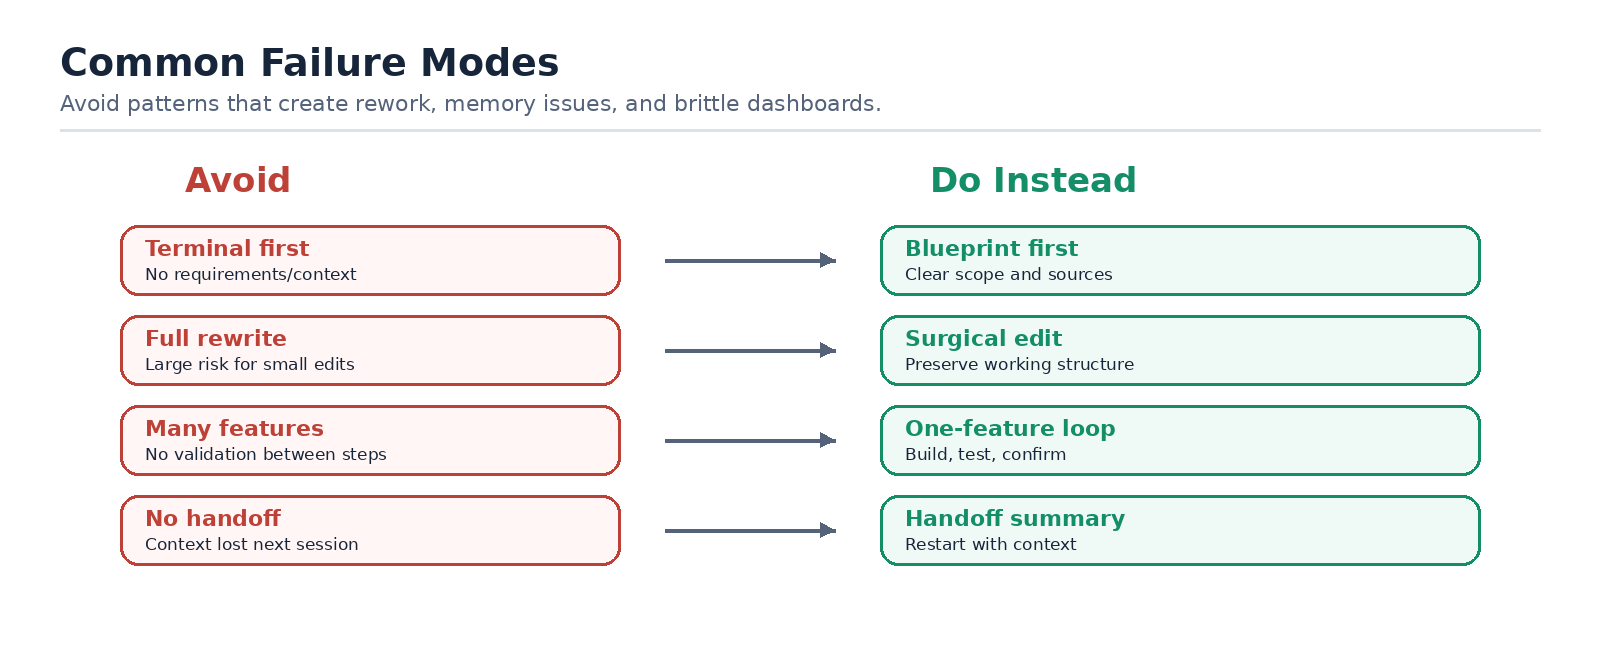 Common Failure Modes
Avoid patterns that create rework, memory issues, and brittle dashboards.
Avoid
Do Instead
Terminal first
No requirements/context
Blueprint first
Clear scope and sources
Full rewrite
Large risk for small edits
Surgical edit
Preserve working structure
Many features
No validation between steps
One-feature loop
Build, test, confirm
No handoff
Context lost next session
Handoff summary
Restart with context